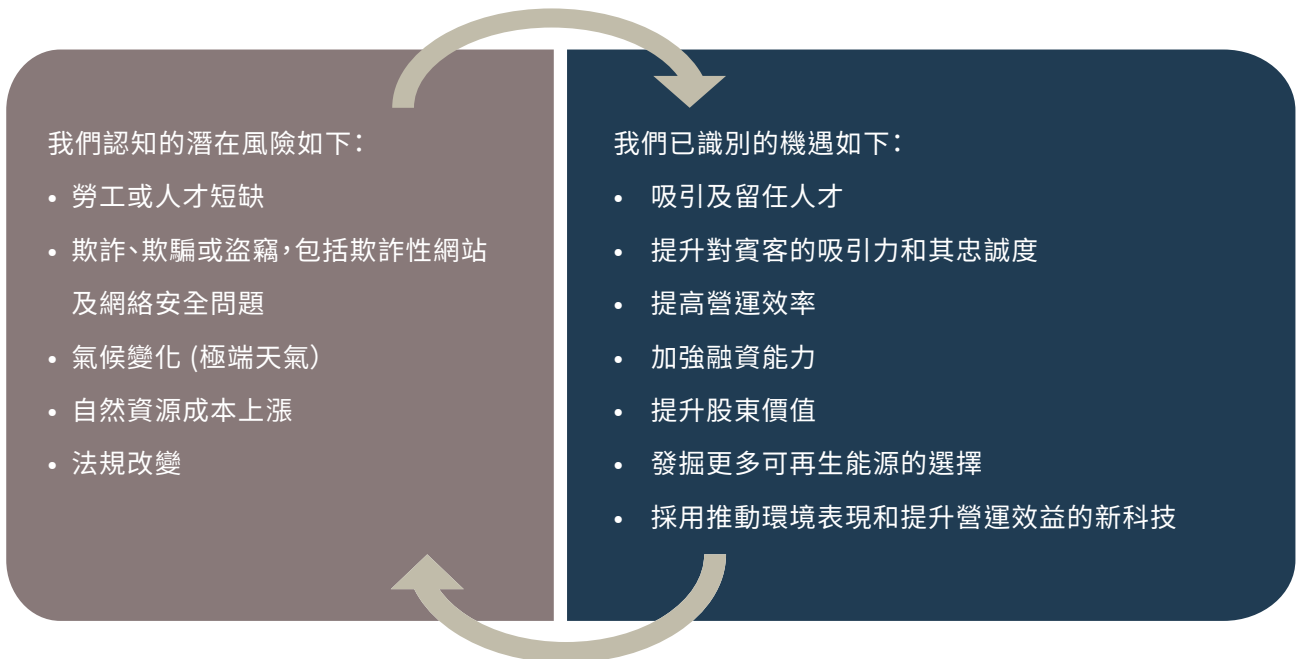 我們認知的潛在風險如下：
• 勞工或人才短缺
• 欺詐、欺騙或盜竊，包括欺詐性網站
及網絡安全問題
• 氣候變化 (極端天氣）
• 自然資源成本上漲
• 法規改變
我們已識別的機遇如下：
• 吸引及留任人才
• 提升對賓客的吸引力和其忠誠度
• 提高營運效率
• 加強融資能力
• 提升股東價值
• 發掘更多可再生能源的選擇
• 採用推動環境表現和提升營運效益的新科技